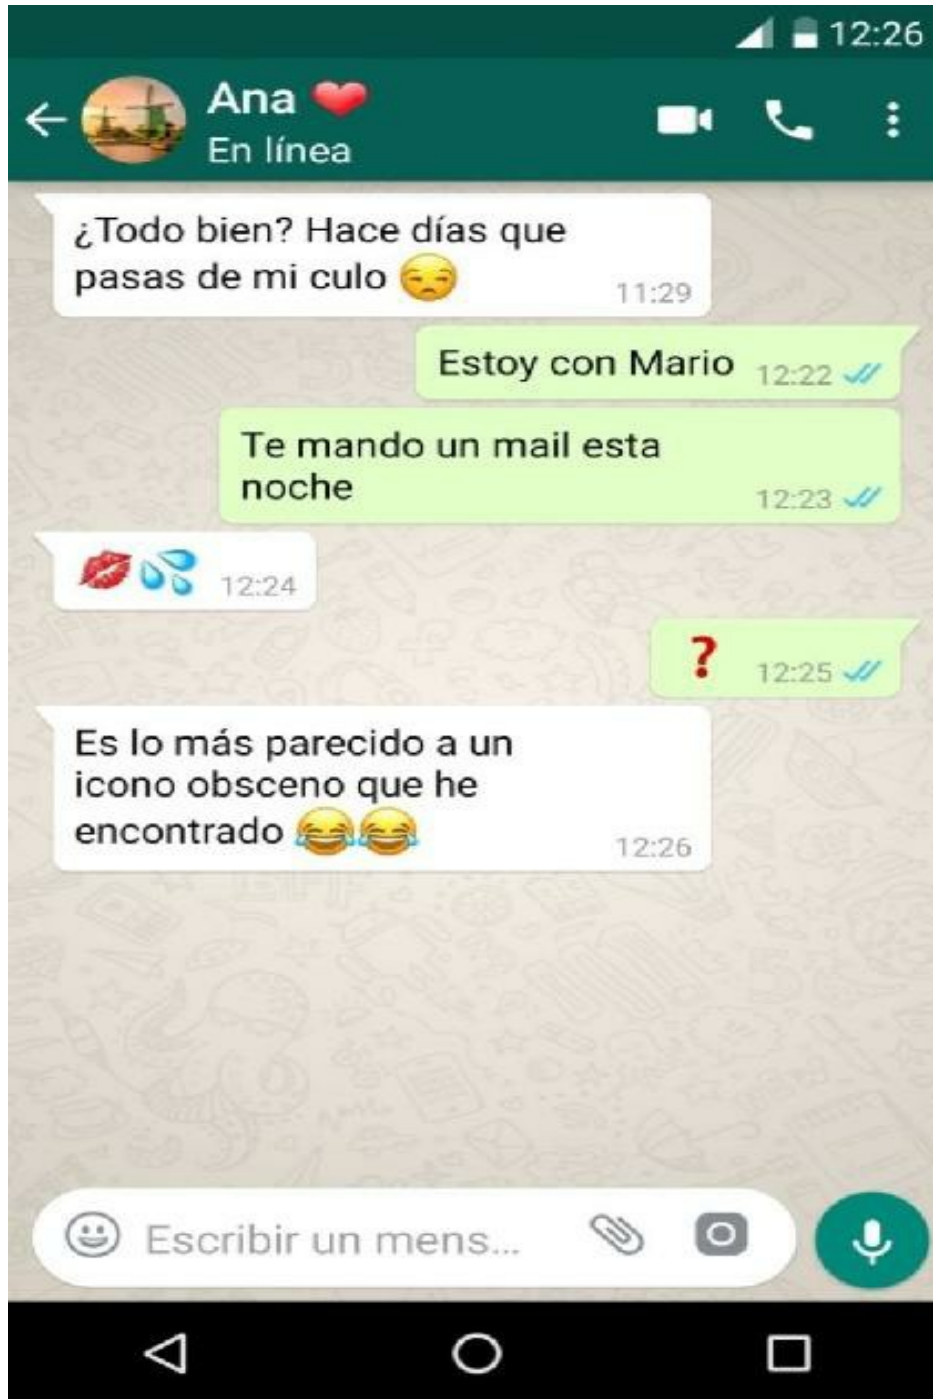 12:26
Ana ❤
En línea
¿Todo bien? Hace días que
pasas de mi culo 😒
11:29
Estoy con Mario 12:22
Te mando un mail esta
noche
12:23
💋💦 12:24
❓ 12:25
Es lo más parecido a un
icono obsceno que he
encontrado 😂😂
12:26
Escribir un mens...